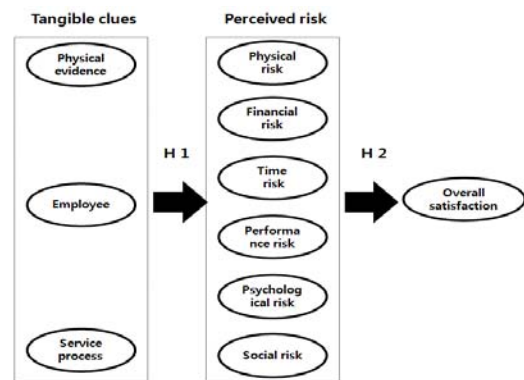 Tangible clues
Physical
evidence
Employee
Service
process
H 1
Perceived risk
Physical
risk
Financial
risk
Time
risk
Performa
nce risk
Psycholog
ical risk
Social risk
H 2
Overall
satisfaction